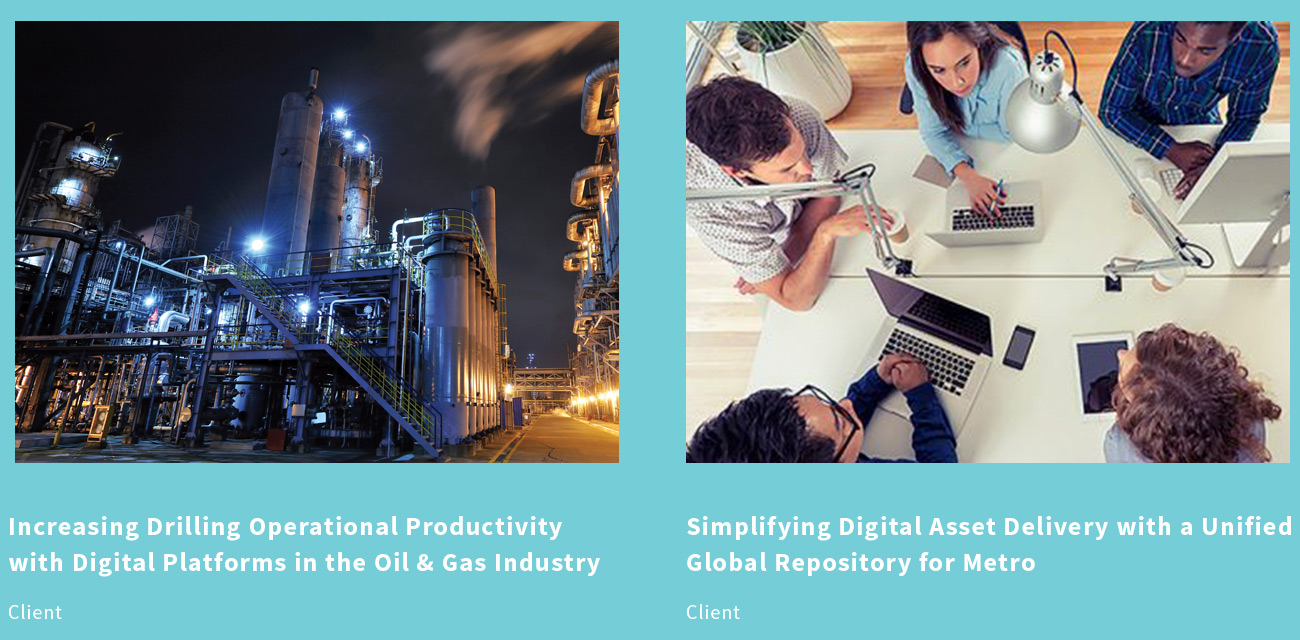 Increasing Drilling Operational Productivity
with Digital Platforms in the Oil & Gas Industry
Client
Simplifying Digital Asset Delivery with a Unified
Global Repository for Metro
Client